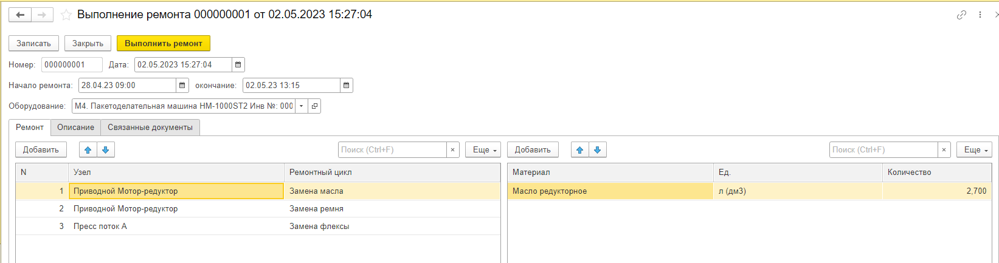 Выполнение ремонта 000000001 от 02.05.2023 15:27:04
Записать Закрыть Выполнить ремонт
Номер: 000000001 Дата: 02.05.2023 15:27:04
Начало ремонта: 28.04.23 09:00 окончание: 02.05.23 13:15
Оборудование: М4. Пакетоделательная машина HM-1000ST2 Инв №: 000
Ремонт Описание Связанные документы
Добавить Поиск (Ctrl+F) × Еще Добавить Поиск (Ctrl+F) × Еще
N Узел Ремонтный цикл Материал Ед. Количество
1 Приводной Мотор-редуктор Замена масла Масло редукторное л (дм3) 2,700
2 Приводной Мотор-редуктор Замена ремня
3 Пресс поток А Замена флексы